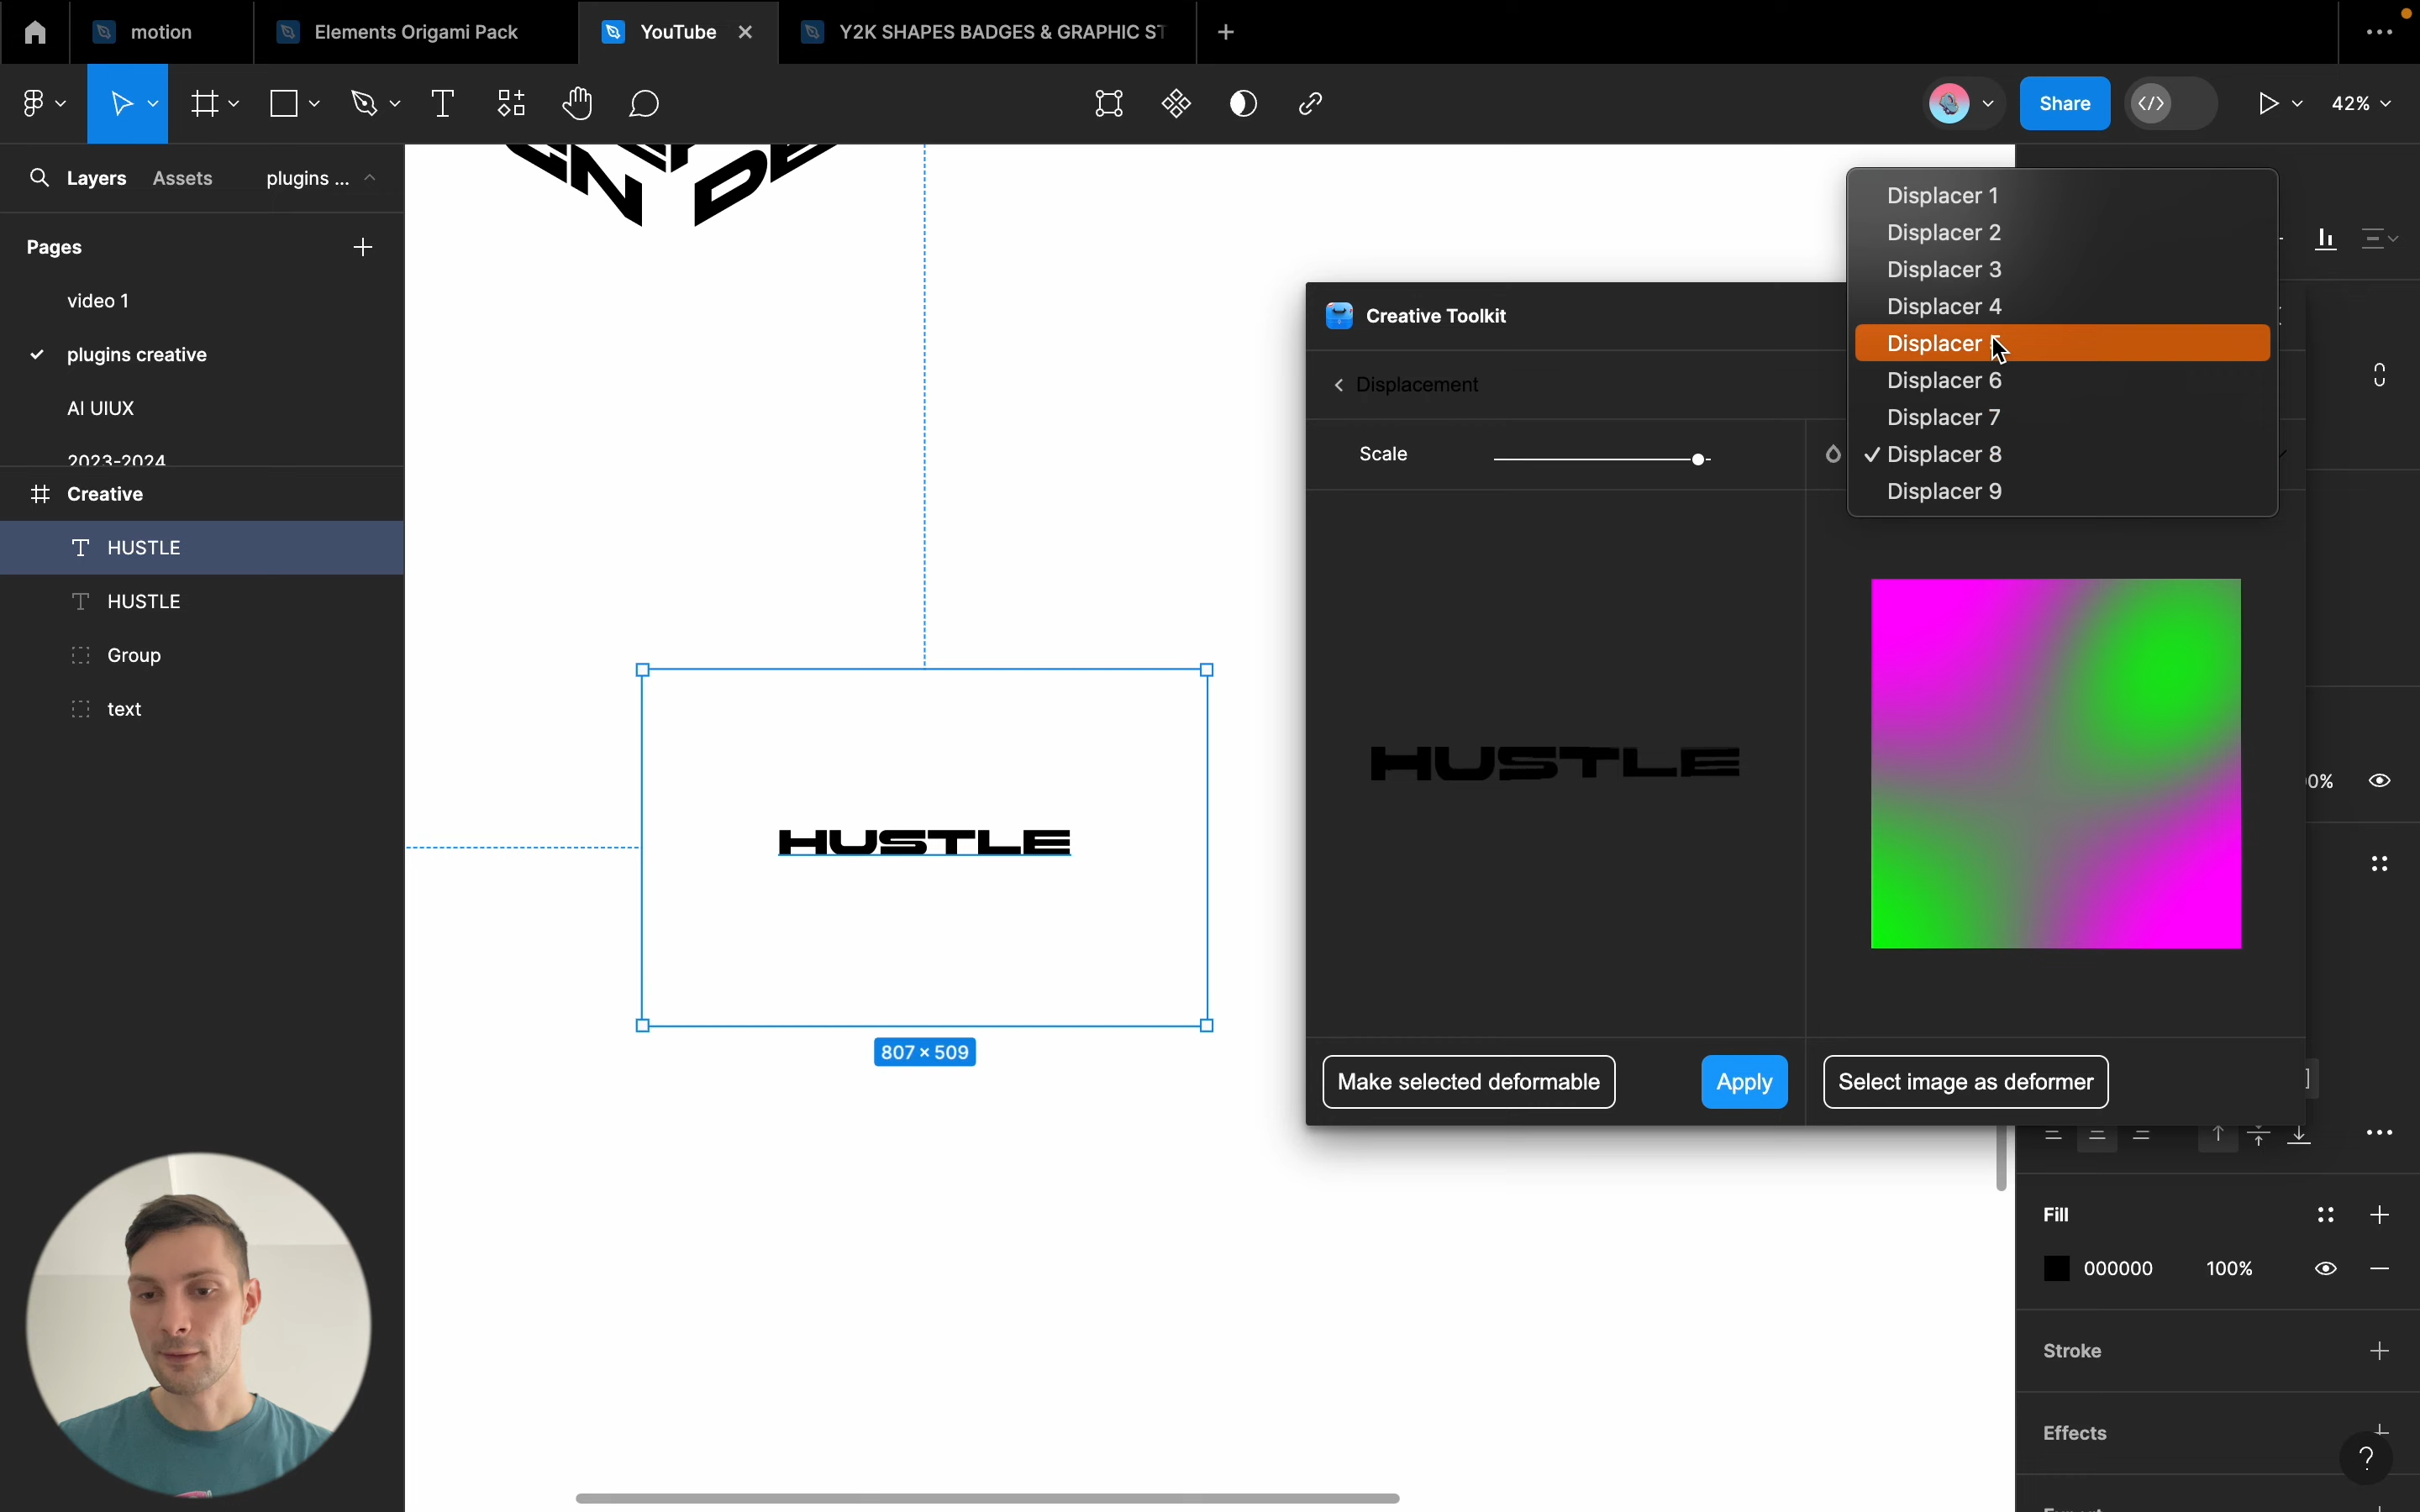 motion
Elements Origami Pack
YouTube
Y2K SHAPES BADGES & GRAPHIC ST
Share
42%
Layers
Assets
plugins ...
Pages
video 1
plugins creative
AI UIUX
2023-2024
Creative
HUSTLE
HUSTLE
Group
text
HUSTLE
807 × 509
Creative Toolkit
Displacement
Scale
HUSTLE
Make selected deformable
Apply
Select image as deformer
Displacer 1
Displacer 2
Displacer 3
Displacer 4
Displacer
Displacer 6
Displacer 7
Displacer 8
Displacer 9
0%
Fill
000000
100%
Stroke
Effects
?